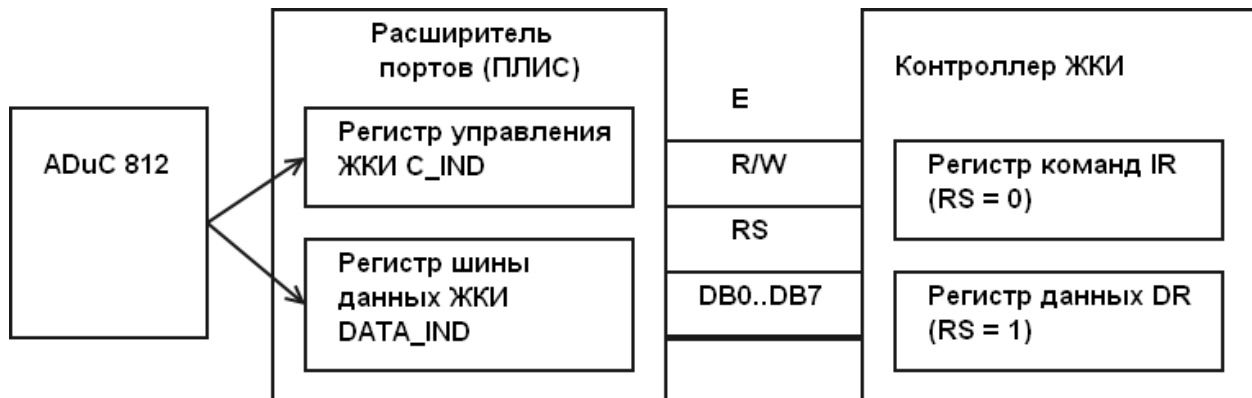 ADuC 812
Расширитель
портов (ПЛИС)
Регистр управления
ЖКИ C_IND
Регистр шины
данных ЖКИ
DATA_IND
E
R/W
RS
DB0..DB7
Контроллер ЖКИ
Регистр команд IR
(RS = 0)
Регистр данных DR
(RS = 1)